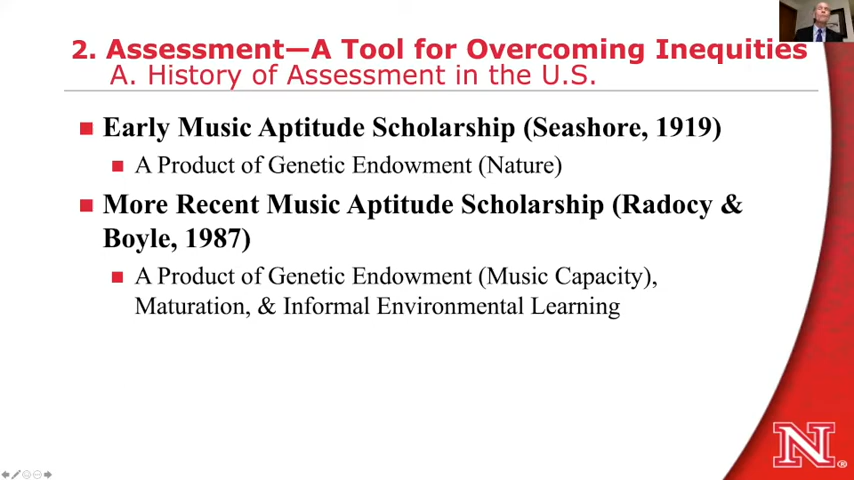 2. Assessment—A Tool for Overcoming Inequities
A. History of Assessment in the U.S.
Early Music Aptitude Scholarship (Seashore, 1919)
A Product of Genetic Endowment (Nature)
More Recent Music Aptitude Scholarship (Radocy &
Boyle, 1987)
A Product of Genetic Endowment (Music Capacity),
Maturation, & Informal Environmental Learning
N®